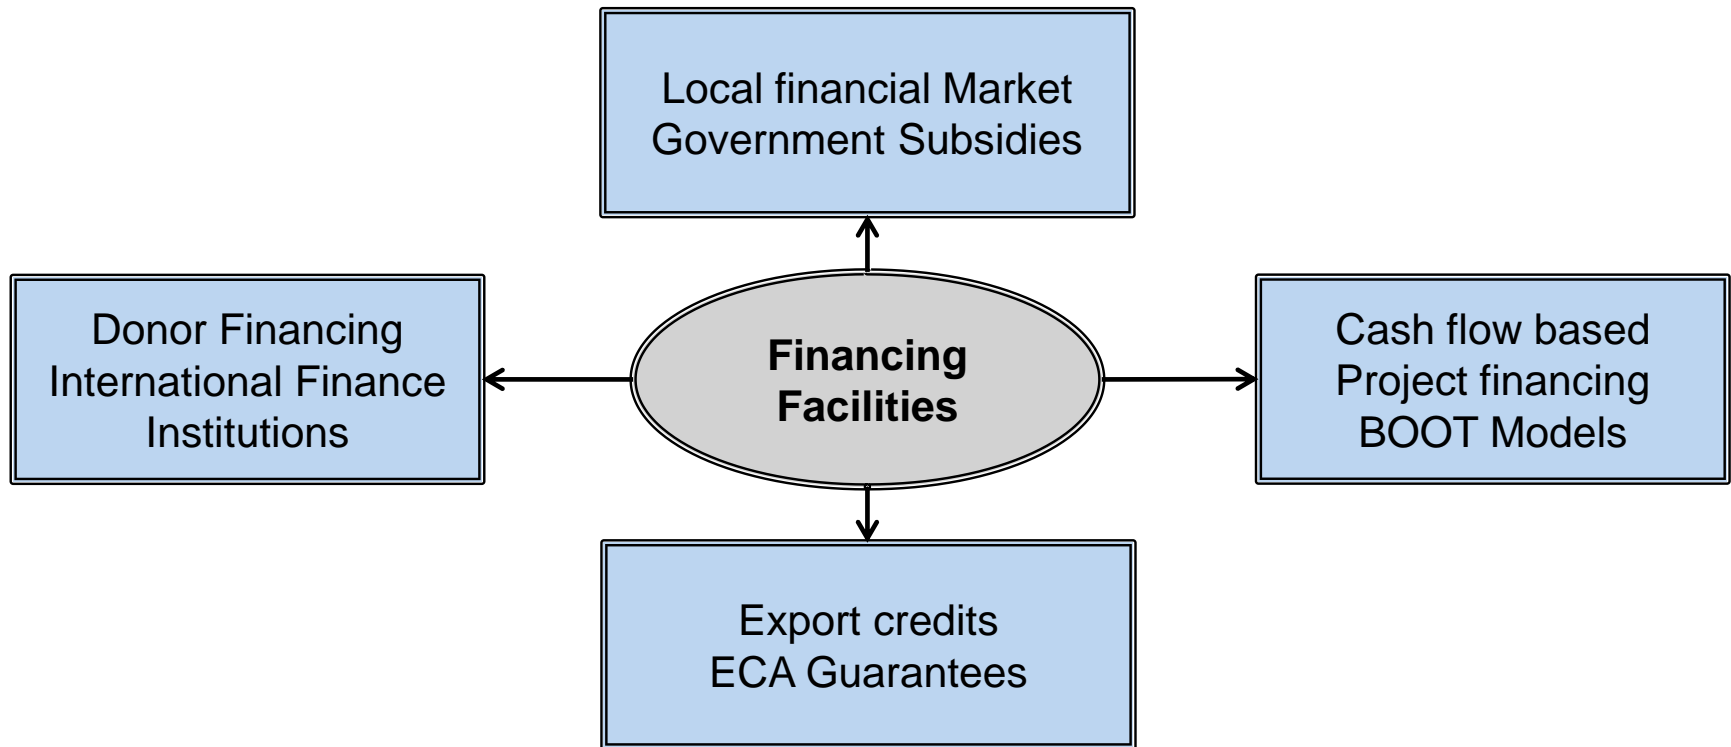 Local financial Market
Government Subsidies
Donor Financing
International Finance
Institutions
Financing
Facilities
Cash flow based
Project financing
BOOT Models
Export credits
ECA Guarantees